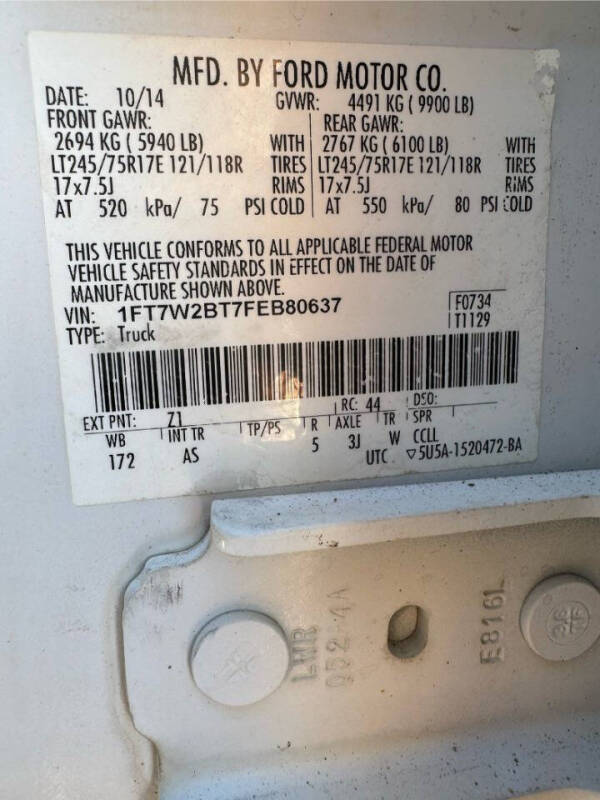 MFD. BY FORD MOTOR CO.
DATE: 10/14 GVWR: 4491 KG ( 9900 LB)
FRONT GAWR: REAR GAWR:
2694 KG ( 5940 LB) WITH 2767 KG ( 6100 LB) WITH
LT245/75R17E 121/118R TIRES LT245/75R17E 121/118R TIRES
17x7.5J RIMS 17x7.5J RIMS
AT 520 kPa/ 75 PSI COLD AT 550 kPa/ 80 PSI COLD
THIS VEHICLE CONFORMS TO ALL APPLICABLE FEDERAL MOTOR
VEHICLE SAFETY STANDARDS IN EFFECT ON THE DATE OF
MANUFACTURE SHOWN ABOVE.
VIN: 1FT7W2BT7FEB80637 F0734
TYPE: Truck T1129
EXT PNT: Z1 RC: 44 DSO:
WB INT TR TP/PS R AXLE TR SPR
172 AS 5 3J W CCLL
UTC ▽5U5A-1520472-BA
LWR
052-4A
E816L